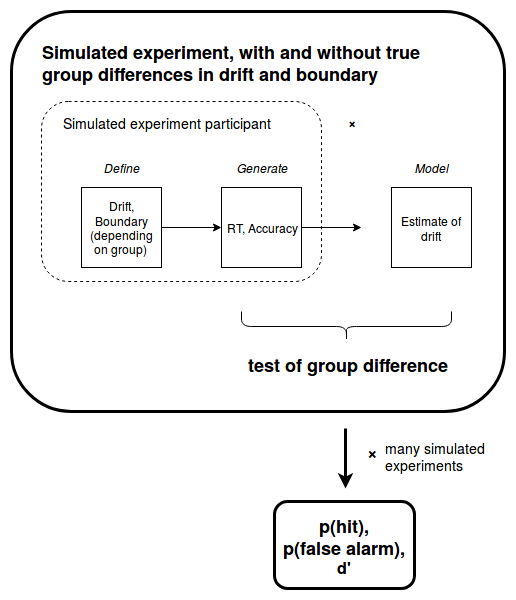 Simulated experiment, with and without true
group differences in drift and boundary
Simulated experiment participant
×
Define
Generate
Model
Drift,
Boundary
(depending
on group)
RT, Accuracy
Estimate of
drift
test of group difference
× many simulated
experiments
p(hit),
p(false alarm),
d'